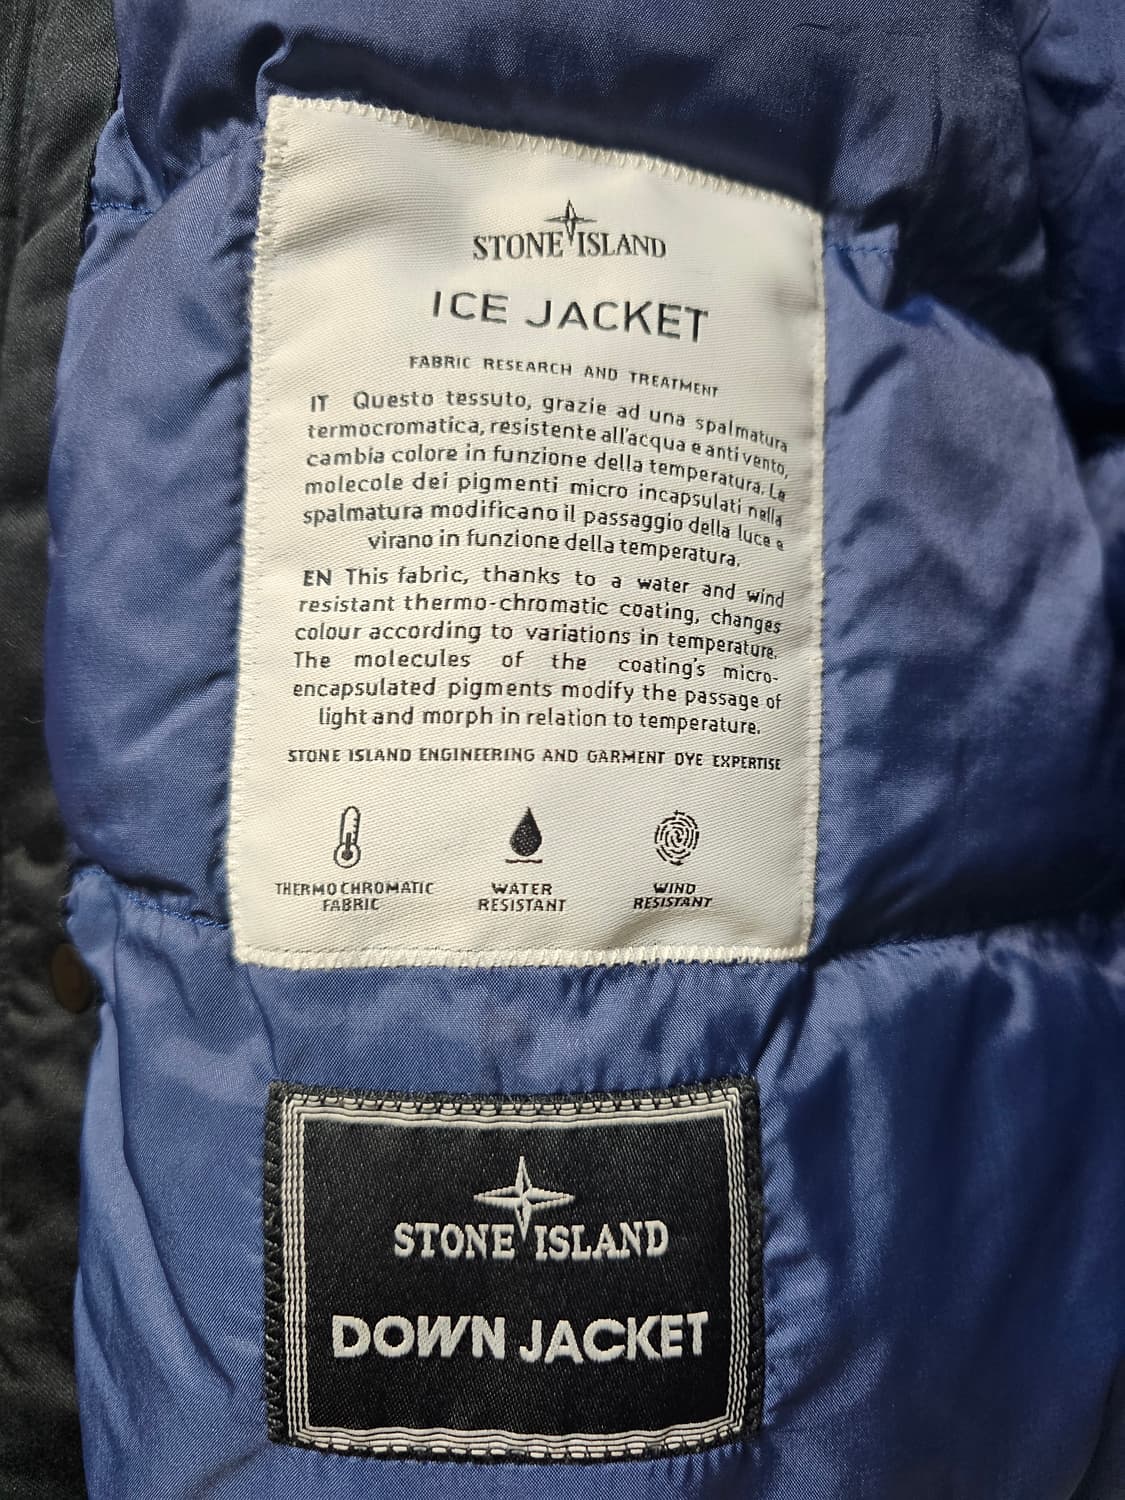 STONE ISLAND
ICE JACKET
FABRIC RESEARCH AND TREATMENT
IT Questo tessuto, grazie ad una spalmatura
termocromatica, resistente all'acqua e anti vento,
cambia colore in funzione della temperatura. Le
molecole dei pigmenti micro incapsulati nella
spalmatura modificano il passaggio della luce e
virano in funzione della temperatura.
EN This fabric, thanks to a water and wind
resistant thermo-chromatic coating, changes
colour according to variations in temperature.
The molecules of the coating's micro-
encapsulated pigments modify the passage of
light and morph in relation to temperature.
STONE ISLAND ENGINEERING AND GARMENT DYE EXPERTISE
THERMO CHROMATIC
FABRIC
WATER
RESISTANT
WIND
RESISTANT
STONE ISLAND
DOWN JACKET